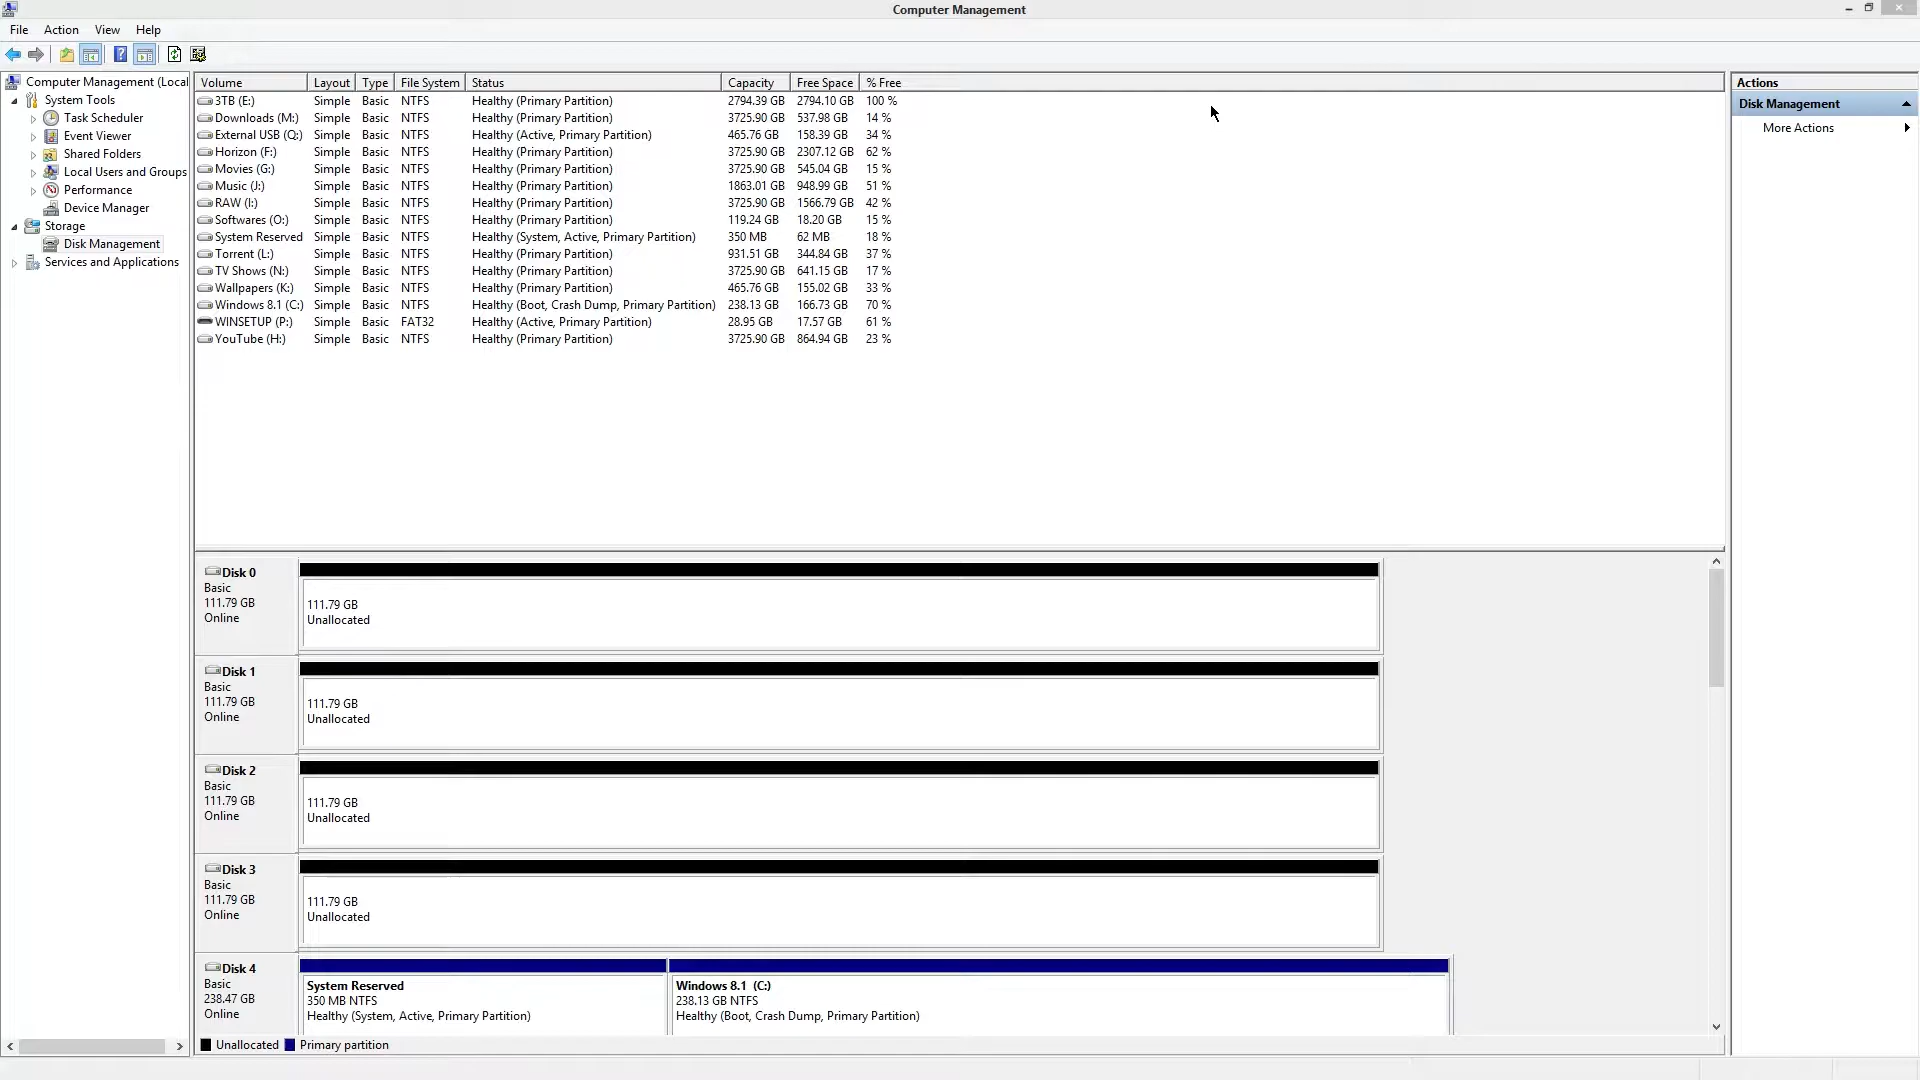 Computer Management
File Action View Help
Computer Management (Local
System Tools
Task Scheduler
Event Viewer
Shared Folders
Local Users and Groups
Performance
Device Manager
Storage
Disk Management
Services and Applications
Volume Layout Type File System Status Capacity Free Space % Free
3TB (E:) Simple Basic NTFS Healthy (Primary Partition) 2794.39 GB 2794.10 GB 100 %
Downloads (M:) Simple Basic NTFS Healthy (Primary Partition) 3725.90 GB 537.98 GB 14 %
External USB (Q:) Simple Basic NTFS Healthy (Active, Primary Partition) 465.76 GB 158.39 GB 34 %
Horizon (F:) Simple Basic NTFS Healthy (Primary Partition) 3725.90 GB 2307.12 GB 62 %
Movies (G:) Simple Basic NTFS Healthy (Primary Partition) 3725.90 GB 545.04 GB 15 %
Music (J:) Simple Basic NTFS Healthy (Primary Partition) 1863.01 GB 948.99 GB 51 %
RAW (I:) Simple Basic NTFS Healthy (Primary Partition) 3725.90 GB 1566.79 GB 42 %
Softwares (O:) Simple Basic NTFS Healthy (Primary Partition) 119.24 GB 18.20 GB 15 %
System Reserved Simple Basic NTFS Healthy (System, Active, Primary Partition) 350 MB 62 MB 18 %
Torrent (L:) Simple Basic NTFS Healthy (Primary Partition) 931.51 GB 344.84 GB 37 %
TV Shows (N:) Simple Basic NTFS Healthy (Primary Partition) 3725.90 GB 641.15 GB 17 %
Wallpapers (K:) Simple Basic NTFS Healthy (Primary Partition) 465.76 GB 155.02 GB 33 %
Windows 8.1 (C:) Simple Basic NTFS Healthy (Boot, Crash Dump, Primary Partition) 238.13 GB 166.73 GB 70 %
WINSETUP (P:) Simple Basic FAT32 Healthy (Active, Primary Partition) 28.95 GB 17.57 GB 61 %
YouTube (H:) Simple Basic NTFS Healthy (Primary Partition) 3725.90 GB 864.94 GB 23 %
Disk 0
Basic
111.79 GB
Online
111.79 GB
Unallocated
Disk 1
Basic
111.79 GB
Online
111.79 GB
Unallocated
Disk 2
Basic
111.79 GB
Online
111.79 GB
Unallocated
Disk 3
Basic
111.79 GB
Online
111.79 GB
Unallocated
Disk 4
Basic
238.47 GB
Online
System Reserved
350 MB NTFS
Healthy (System, Active, Primary Partition)
Windows 8.1 (C:)
238.13 GB NTFS
Healthy (Boot, Crash Dump, Primary Partition)
Unallocated Primary partition
Actions
Disk Management
More Actions